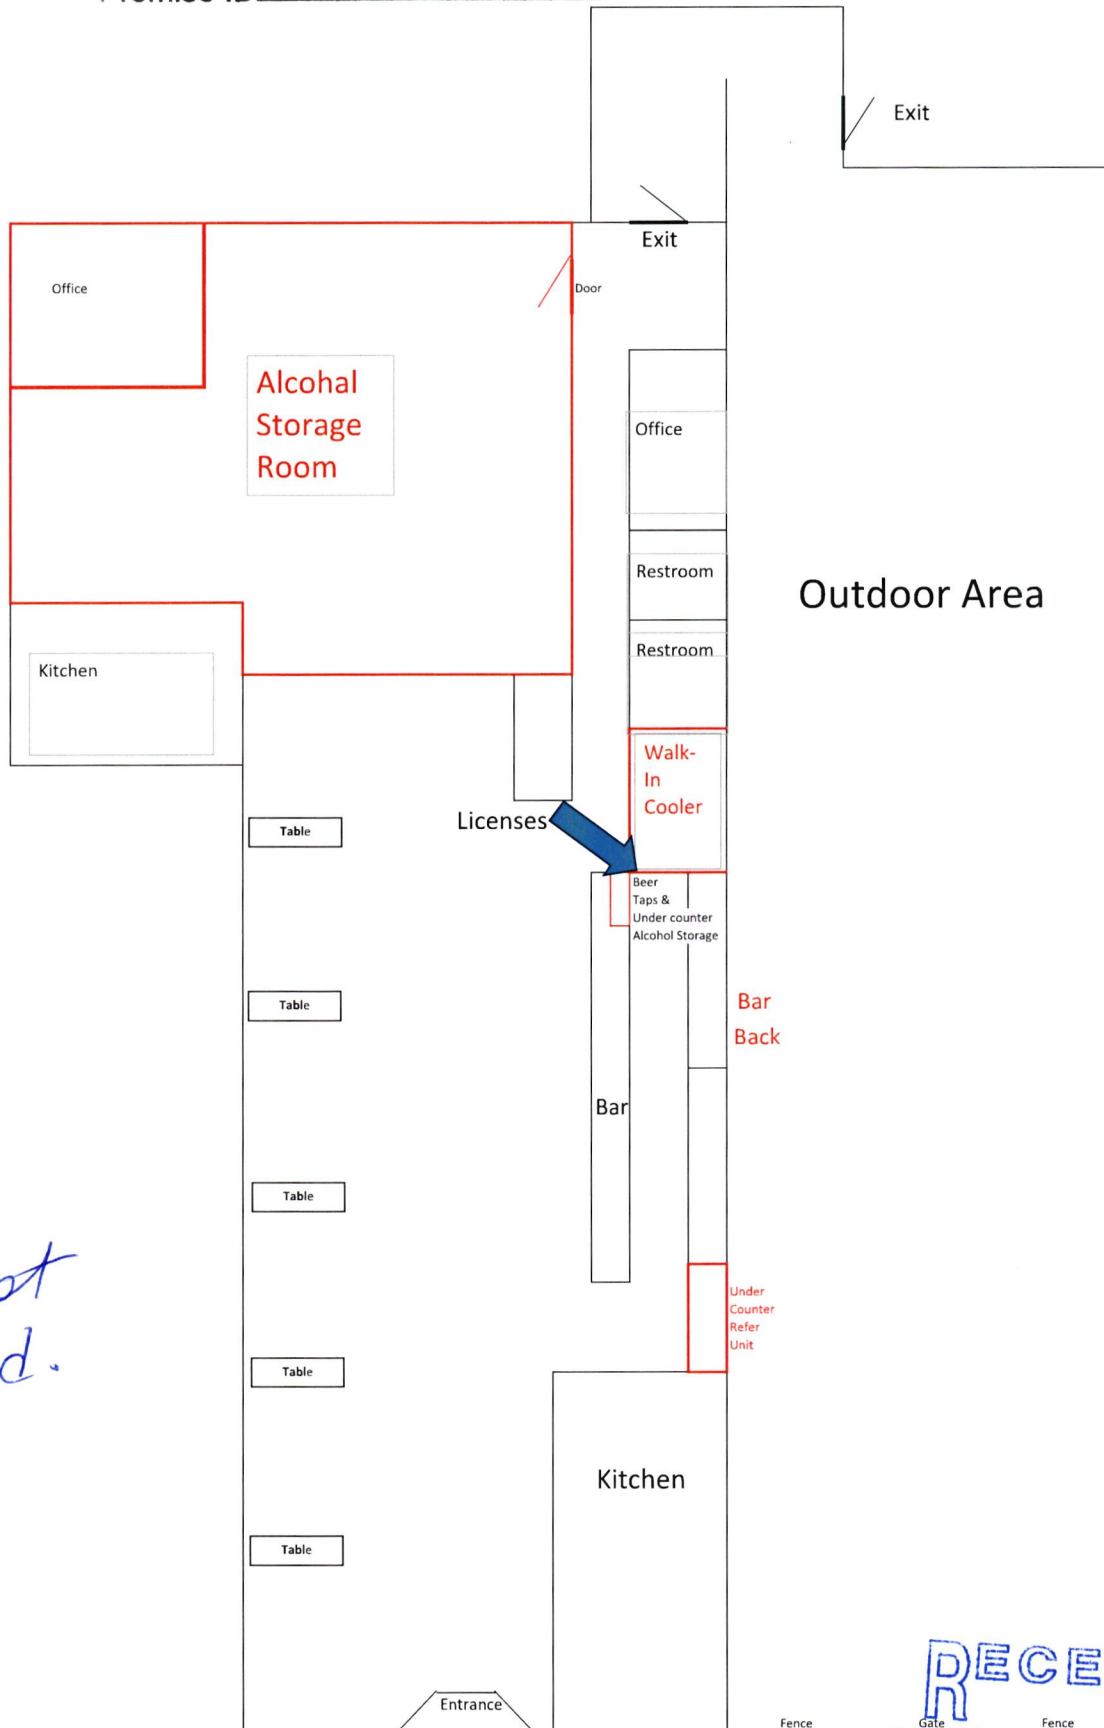 Exit
Exit
Office
Door
Alcohal
Storage
Room
Office
Restroom
Outdoor Area
Restroom
Kitchen
Walk-
In
Cooler
Licenses
Table
Beer
Taps &
Under counter
Alcohol Storage
Table
Bar
Back
Bar
Table
Under
Counter
Refer
Unit
Table
Kitchen
Table
Entrance
Fence
Gate
Fence